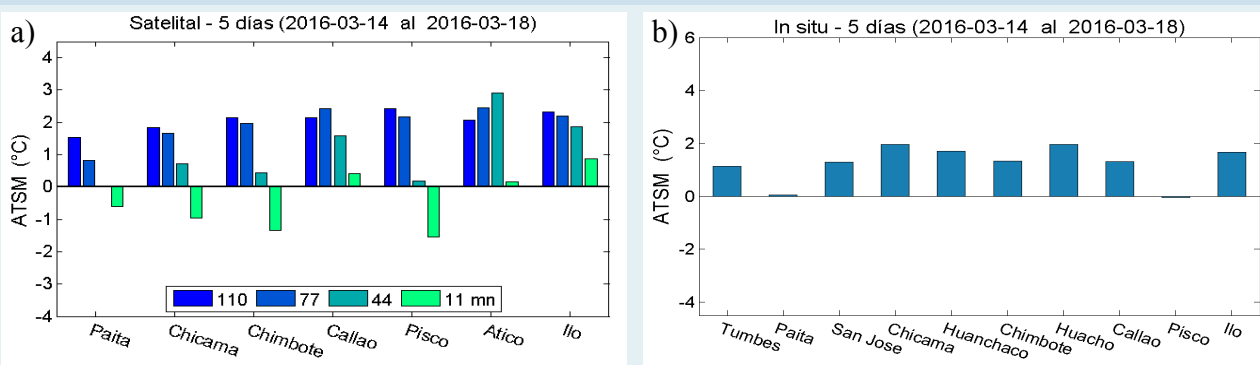 a)
Satelital - 5 días (2016-03-14 al 2016-03-18)
ATSM (°C)
4
3
2
1
0
-1
-2
-3
-4
110 77 44 11 mn
Paita Chicama Chimbote Callao Pisco Atico Ilo
b)
In situ - 5 días (2016-03-14 al 2016-03-18)
ATSM (°C)
6
4
2
0
-2
-4
Tumbes Paita San Jose Chicama Huanchaco Chimbote Huacho Callao Pisco Ilo